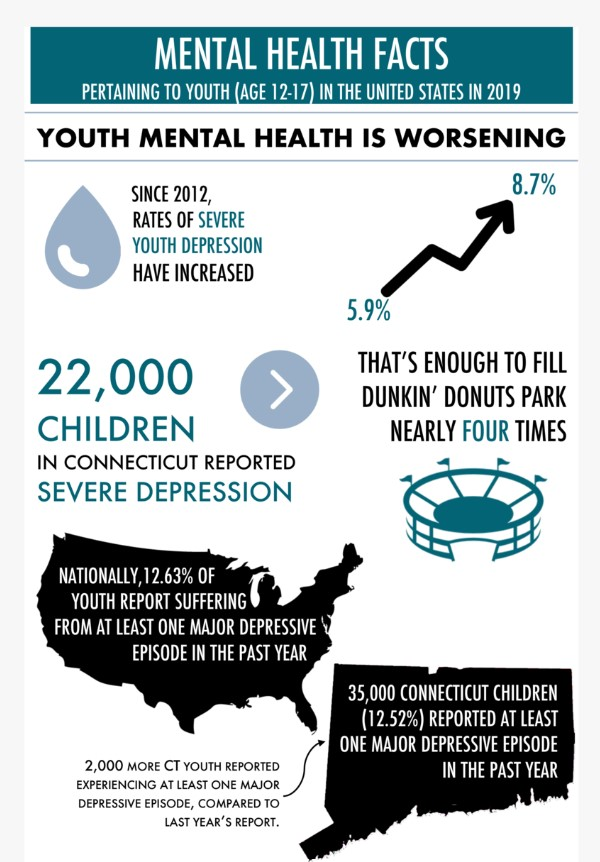 MENTAL HEALTH FACTS
PERTAINING TO YOUTH (AGE 12-17) IN THE UNITED STATES IN 2019
YOUTH MENTAL HEALTH IS WORSENING
SINCE 2012,
RATES OF SEVERE
YOUTH DEPRESSION
HAVE INCREASED
8.7%
5.9%
22,000
CHILDREN
IN CONNECTICUT REPORTED
SEVERE DEPRESSION
THAT'S ENOUGH TO FILL
DUNKIN' DONUTS PARK
NEARLY FOUR TIMES
NATIONALLY,12.63% OF
YOUTH REPORT SUFFERING
FROM AT LEAST ONE MAJOR DEPRESSIVE
EPISODE IN THE PAST YEAR
35,000 CONNECTICUT CHILDREN
(12.52%) REPORTED AT LEAST
ONE MAJOR DEPRESSIVE EPISODE
IN THE PAST YEAR
2,000 MORE CT YOUTH REPORTED
EXPERIENCING AT LEAST ONE MAJOR
DEPRESSIVE EPISODE, COMPARED TO
LAST YEAR'S REPORT.